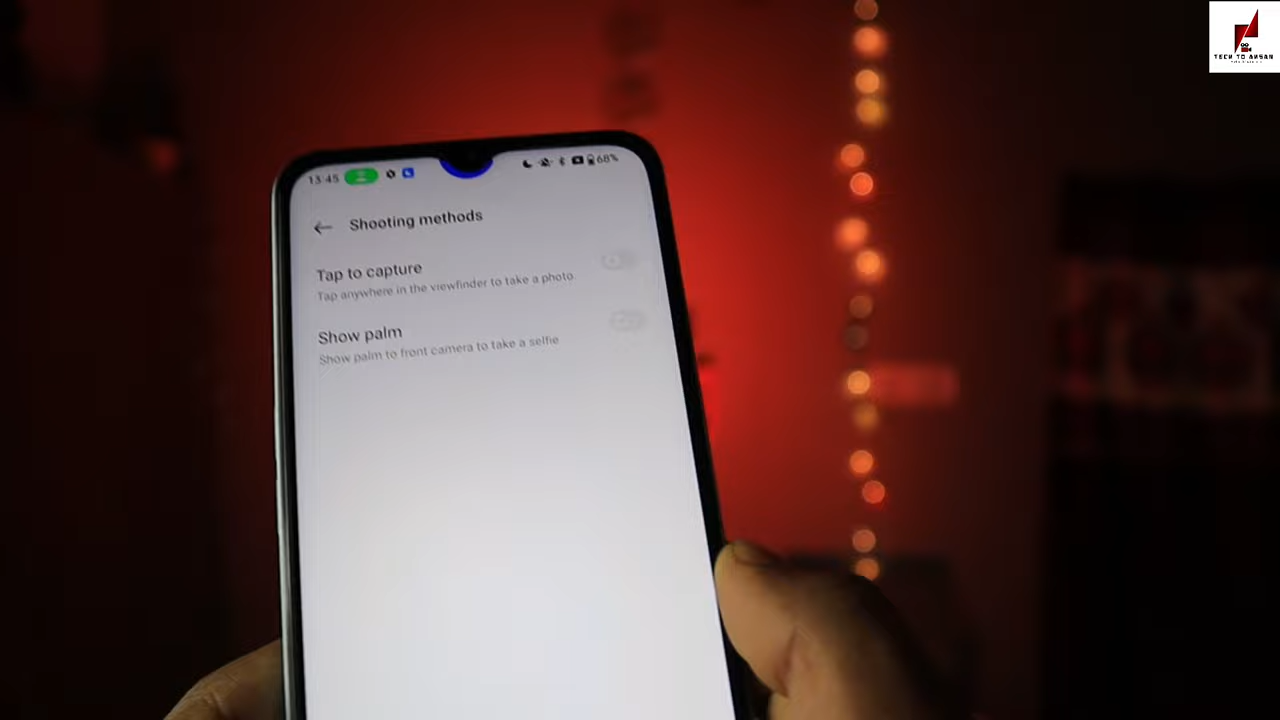 TECH TO AHSAN
13:45
68%
Shooting methods
Tap to capture
Tap anywhere in the viewfinder to take a photo.
Show palm
Show palm to front camera to take a selfie